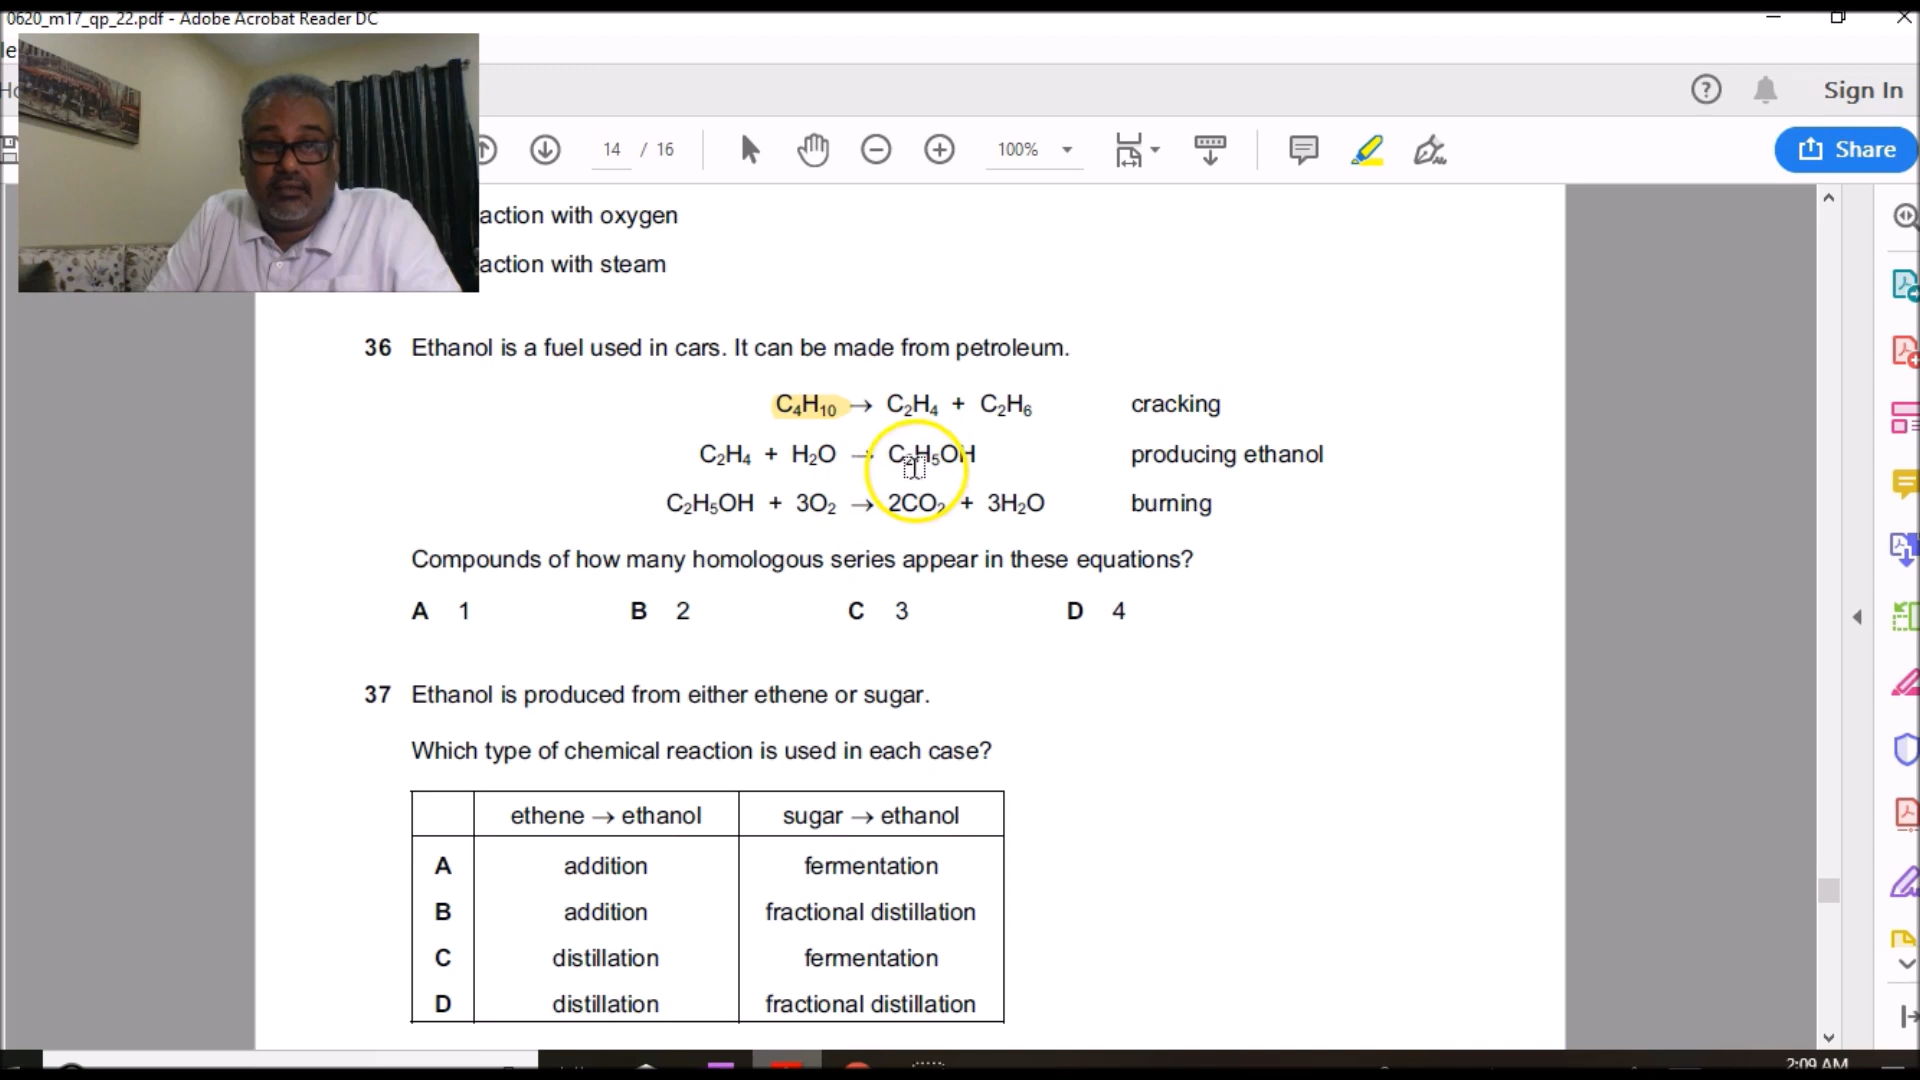 0620_m17_qp_22.pdf - Adobe Acrobat Reader DC
Sign In
14 / 16
100%
Share
action with oxygen
action with steam
36 Ethanol is a fuel used in cars. It can be made from petroleum.
C₄H₁₀ → C₂H₄ + C₂H₆ cracking
C₂H₄ + H₂O → C₂H₅OH producing ethanol
C₂H₅OH + 3O₂ → 2CO₂ + 3H₂O burning
Compounds of how many homologous series appear in these equations?
A 1 B 2 C 3 D 4
37 Ethanol is produced from either ethene or sugar.
Which type of chemical reaction is used in each case?
ethene → ethanol sugar → ethanol
A addition fermentation
B addition fractional distillation
C distillation fermentation
D distillation fractional distillation
2:09 AM